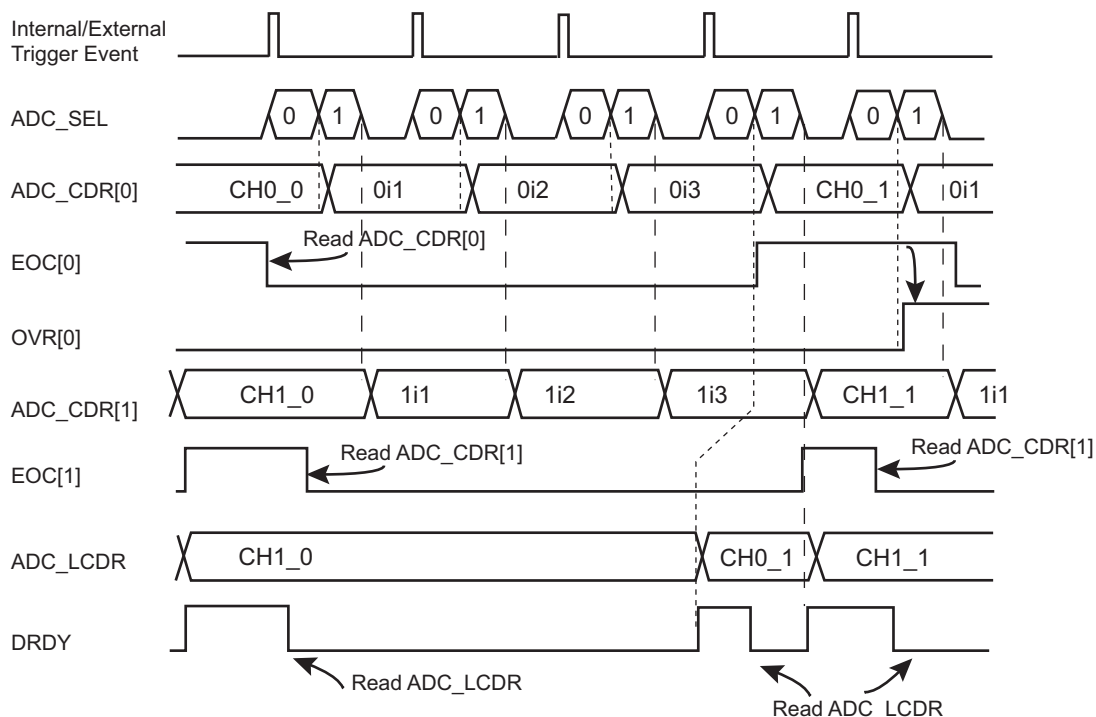 Internal/External
Trigger Event
ADC_SEL
0 1 0 1 0 1 0 1 0 1
ADC_CDR[0]
CH0_0 0i1 0i2 0i3 CH0_1 0i1
Read ADC_CDR[0]
EOC[0]
OVR[0]
ADC_CDR[1]
CH1_0 1i1 1i2 1i3 CH1_1 1i1
Read ADC_CDR[1]
Read ADC_CDR[1]
EOC[1]
ADC_LCDR
CH1_0 CH0_1 CH1_1
DRDY
Read ADC_LCDR
Read ADC_LCDR